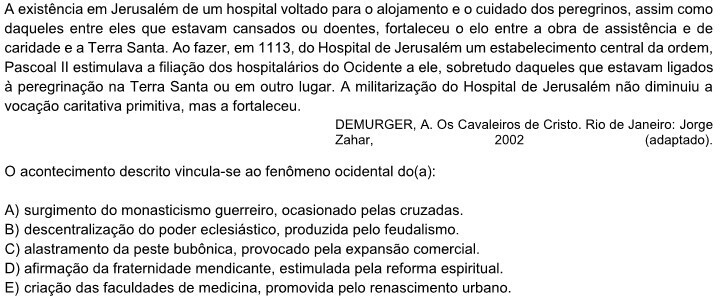 A existência em Jerusalém de um hospital voltado para o alojamento e o cuidado dos peregrinos, assim como
daqueles entre eles que estavam cansados ou doentes, fortaleceu o elo entre a obra de assistência e de
caridade e a Terra Santa. Ao fazer, em 1113, do Hospital de Jerusalém um estabelecimento central da ordem,
Pascoal II estimulava a filiação dos hospitalários do Ocidente a ele, sobretudo daqueles que estavam ligados
à peregrinação na Terra Santa ou em outro lugar. A militarização do Hospital de Jerusalém não diminuiu a
vocação caritativa primitiva, mas a fortaleceu.
DEMURGER, A. Os Cavaleiros de Cristo. Rio de Janeiro: Jorge
Zahar, 2002 (adaptado).
O acontecimento descrito vincula-se ao fenômeno ocidental do(a):
A) surgimento do monasticismo guerreiro, ocasionado pelas cruzadas.
B) descentralização do poder eclesiástico, produzida pelo feudalismo.
C) alastramento da peste bubônica, provocado pela expansão comercial.
D) afirmação da fraternidade mendicante, estimulada pela reforma espiritual.
E) criação das faculdades de medicina, promovida pelo renascimento urbano.